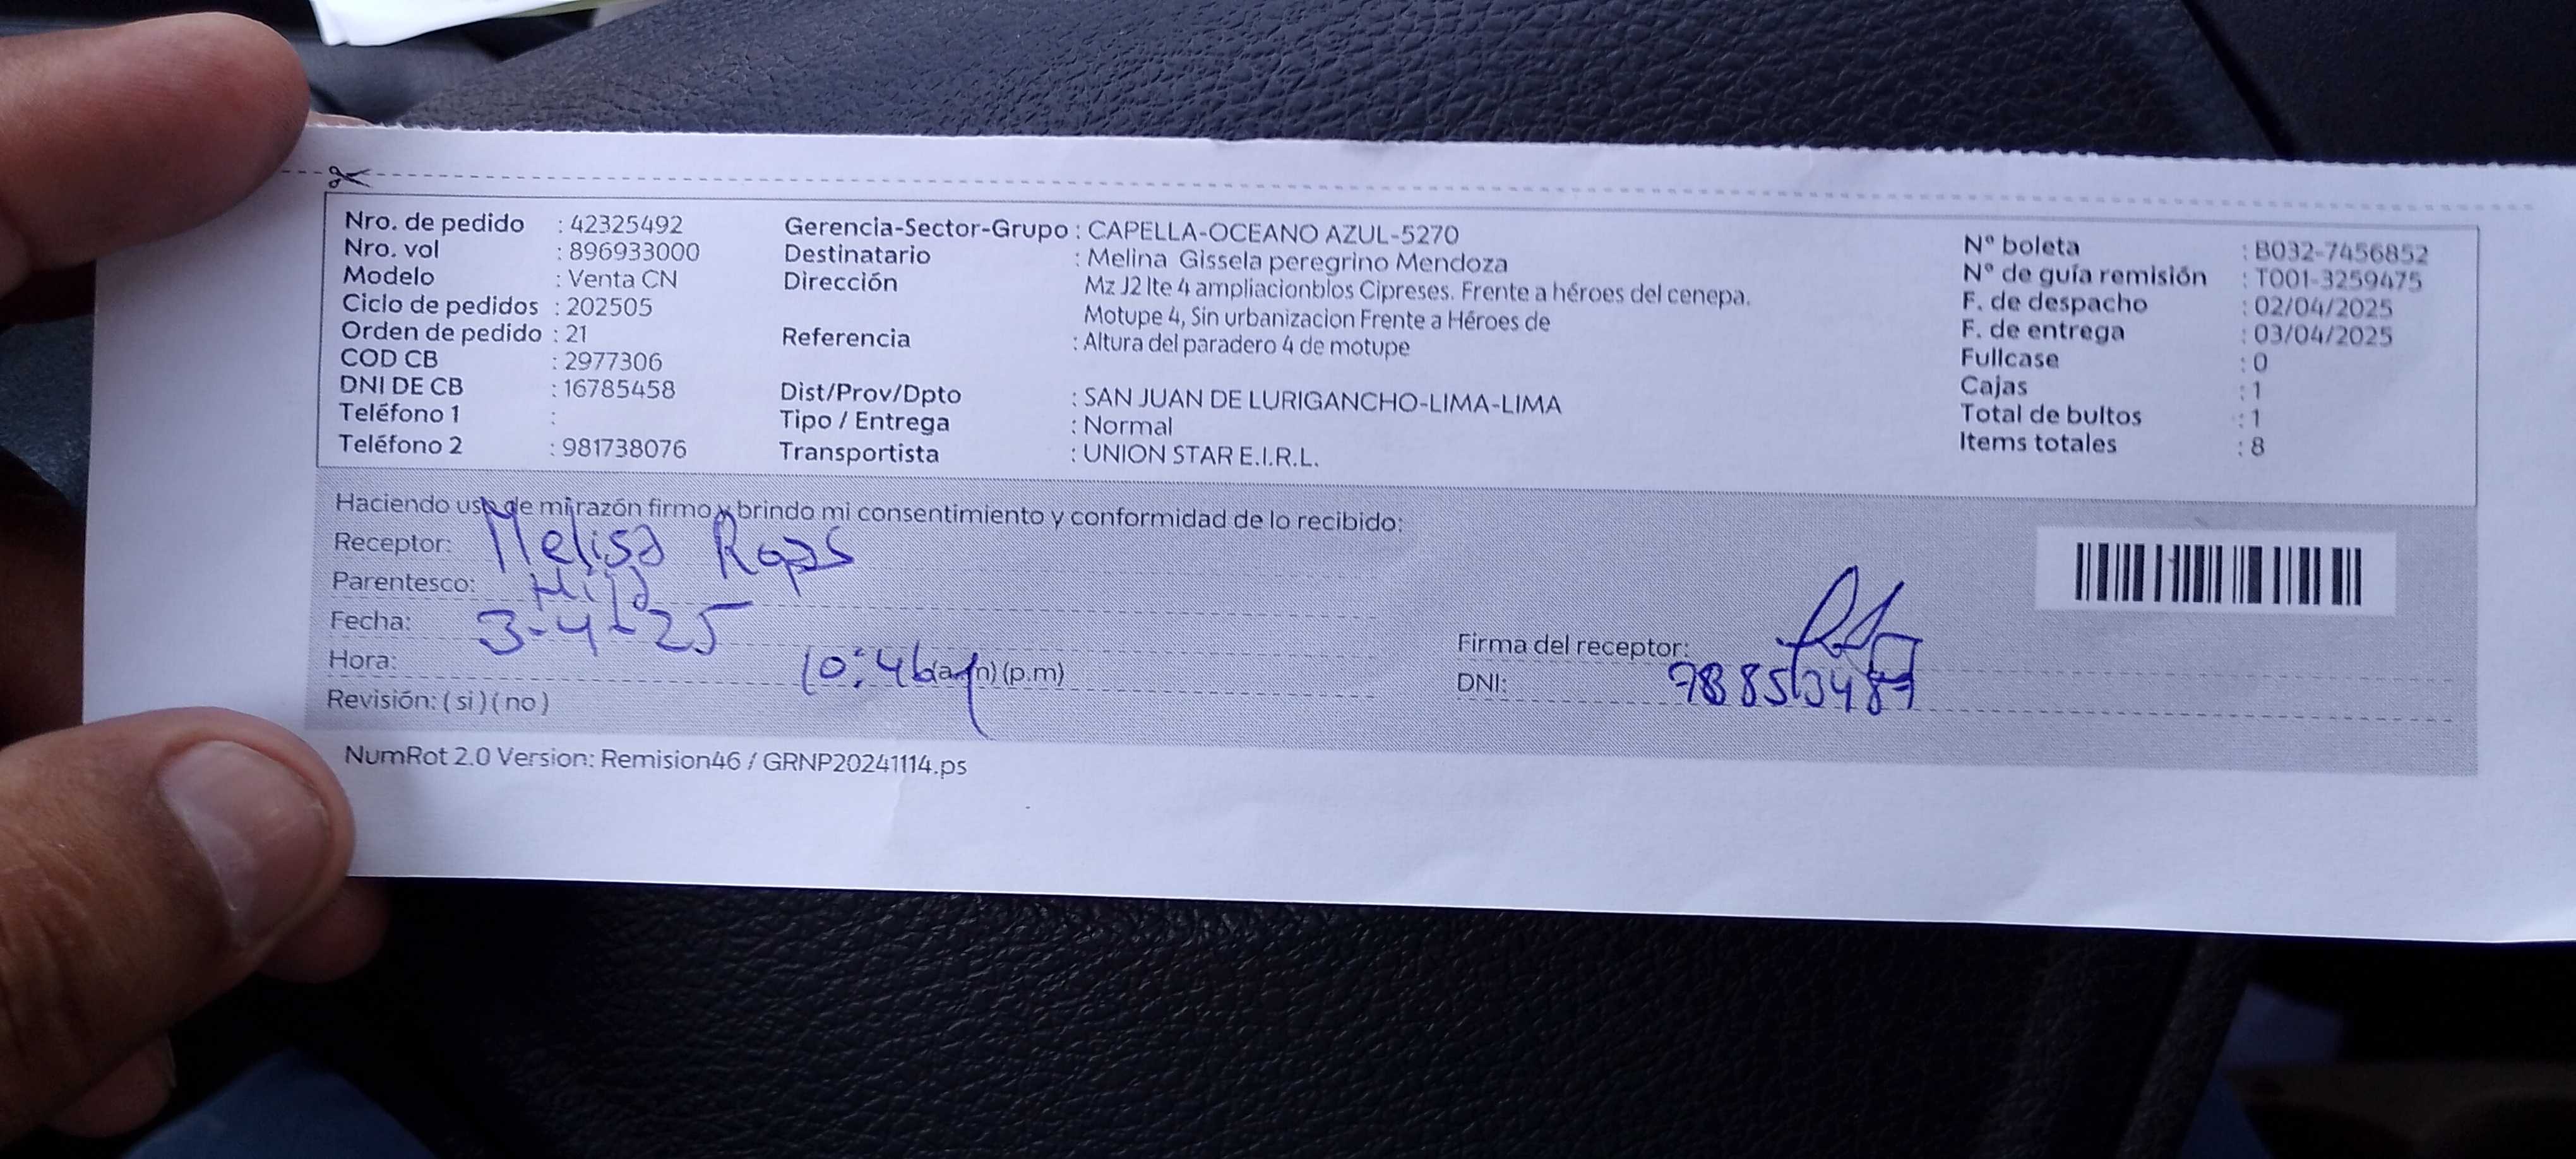 Nro. de pedido : 42325492
Nro. vol : 896933000
Modelo : Venta CN
Ciclo de pedidos : 202505
Orden de pedido : 21
COD CB : 2977306
DNI DE CB : 16785458
Teléfono 1 :
Teléfono 2 : 981738076
Gerencia-Sector-Grupo : CAPELLA-OCEANO AZUL-5270
Destinatario : Melina Gissela peregrino Mendoza
Dirección Mz J2 lte 4 ampliacionblos Cipreses. Frente a héroes del cenepa.
Motupe 4, Sin urbanizacion Frente a Héroes de
Referencia : Altura del paradero 4 de motupe
Dist/Prov/Dpto : SAN JUAN DE LURIGANCHO-LIMA-LIMA
Tipo / Entrega : Normal
Transportista : UNION STAR E.I.R.L.
N° boleta : B032-7456852
N° de guía remisión : T001-3259475
F. de despacho : 02/04/2025
F. de entrega : 03/04/2025
Fullcase : 0
Cajas : 1
Total de bultos : 1
Items totales : 8
Haciendo uso de mi razón firmo y brindo mi consentimiento y conformidad de lo recibido:
Receptor: Melisa Rojas
Parentesco: Hija
Fecha: 3-4-25
Hora: 10:46 (a.m) (p.m)
Revisión: ( si ) ( no )
Firma del receptor:
DNI:
NumRot 2.0 Version: Remision46 / GRNP20241114.ps